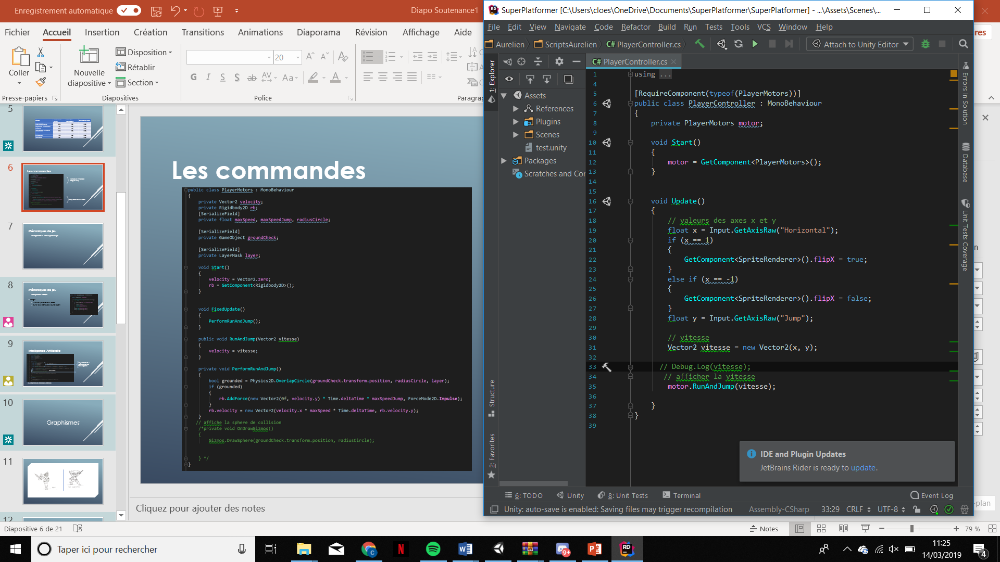 Enregistrement automatique
Diapo Soutenance1
Fichier
Accueil
Insertion
Création
Transitions
Animations
Diaporama
Révision
Affichage
Aide
Coller
Nouvelle
diapositive
Disposition
Rétablir
Section
20
G I S S ab AV Aa A
Presse-papiers
Diapositives
Police
Paragrap
5
6
Les commandes
7
Mécaniques de jeu
8
Mécaniques de jeu
9
Intelligence Artificielle
10
Graphismes
11
12
Les commandes
public class PlayerMotors : MonoBehaviour
{
private Vector2 velocity;
private Rigidbody2D rb;
[SerializeField]
private float maxSpeed, maxSpeedJump, radiusCircle;
[SerializeField]
private GameObject groundCheck;
[SerializeField]
private LayerMask layer;
void Start()
{
velocity = Vector2.zero;
rb = GetComponent<Rigidbody2D>();
}
void FixedUpdate()
{
PerformRunAndJump();
}
public void RunAndJump(Vector2 vitesse)
{
velocity = vitesse;
}
private void PerformRunAndJump()
{
bool grounded = Physics2D.OverlapCircle(groundCheck.transform.position, radiusCircle, layer);
if (grounded)
{
rb.AddForce(new Vector2(0f, velocity.y) * Time.deltaTime * maxSpeedJump, ForceMode2D.Impulse);
}
rb.velocity = new Vector2(velocity.x * maxSpeed * Time.deltaTime, rb.velocity.y);
}
// affiche la sphere de collision
/*private void OnDrawGizmos()
{
Gizmos.DrawSphere(groundCheck.transform.position, radiusCircle);
} */
}
Cliquez pour ajouter des notes
Diapositive 6 de 21
Notes
79 %
res
n
-plan
SuperPlatformer [C:\Users\cloes\OneDrive\Documents\SuperPlatformer\SuperPlatformer] - ...\Assets\Scenes\...
File Edit View Navigate Code Refactor Build Run Tests Tools VCS Window Help
Aurelien
ScriptsAurelien
C# PlayerController.cs
Attach to Unity Editor
1: Explorer
Structure
2: Favorites
Assets
References
Plugins
Scenes
test.unity
Packages
Scratches and Cor
C# PlayerController.cs
1 using ...
4
5 [RequireComponent(typeof(PlayerMotors))]
6 public class PlayerController : MonoBehaviour
7 {
8 private PlayerMotors motor;
9
10 void Start()
11 {
12 motor = GetComponent<PlayerMotors>();
13 }
14
15
16 void Update()
17 {
18 // valeurs des axes x et y
19 float x = Input.GetAxisRaw("Horizontal");
20 if (x == 1)
21 {
22 GetComponent<SpriteRenderer>().flipX = true;
23 }
24 else if (x == -1)
25 {
26 GetComponent<SpriteRenderer>().flipX = false;
27 }
28 float y = Input.GetAxisRaw("Jump");
29
30 // vitesse
31 Vector2 vitesse = new Vector2(x, y);
32
33 // Debug.Log(vitesse);
34 // afficher la vitesse
35 motor.RunAndJump(vitesse);
36
37 }
38 }
39
Errors In Solution
Database
Unit Tests Coverage
IDE and Plugin Updates
JetBrains Rider is ready to update.
6: TODO
Unity
8: Unit Tests
Terminal
Event Log
Unity: auto-save is enabled: Saving files may trigger recompilation
Assembly-CSharp
33:29
CRLF
UTF-8
Taper ici pour rechercher
9+
11:25
14/03/2019
4